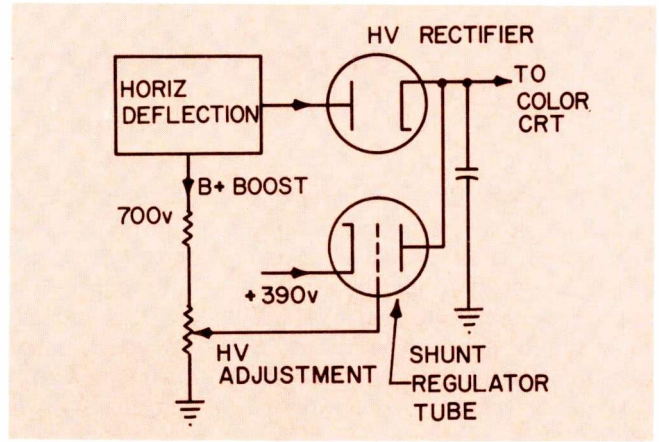 HV RECTIFIER
HORIZ
DEFLECTION
TO
COLOR
CRT
B+ BOOST
700v
+390v
HV
ADJUSTMENT
SHUNT
REGULATOR
TUBE